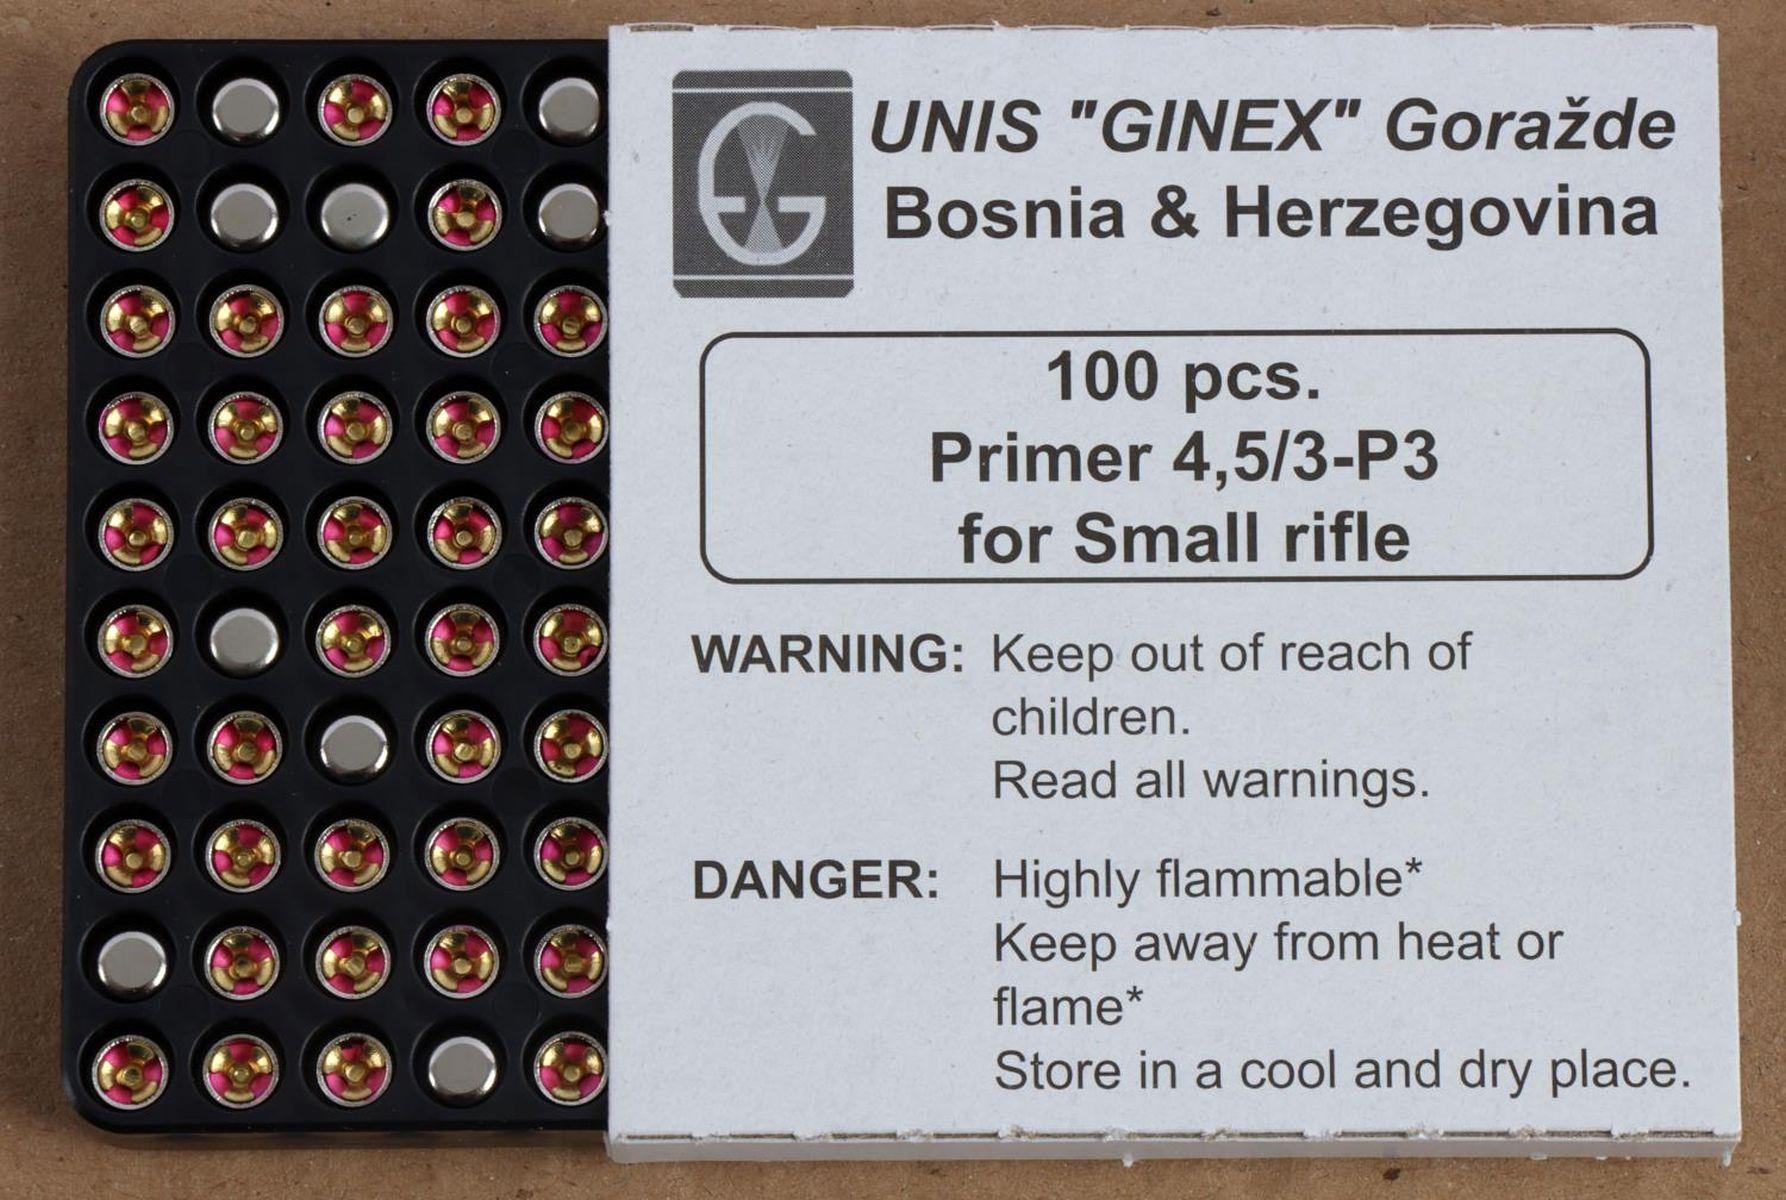 UNIS "GINEX" Goražde
Bosnia & Herzegovina
100 pcs.
Primer 4,5/3-P3
for Small rifle
WARNING: Keep out of reach of
children.
Read all warnings.
DANGER: Highly flammable*
Keep away from heat or
flame*
Store in a cool and dry place.